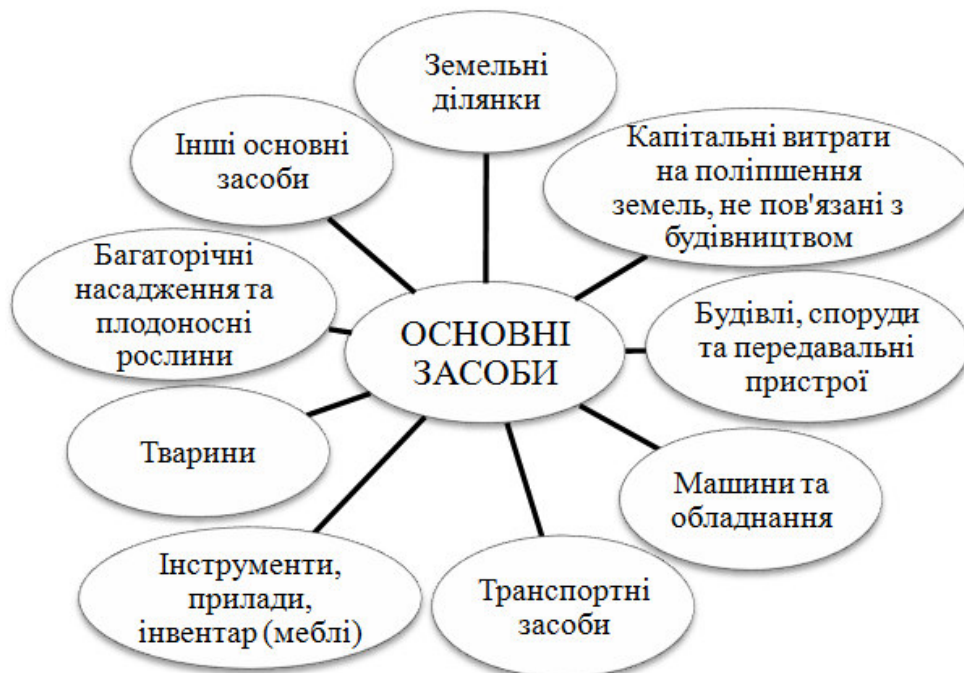 Земельні
ділянки
Капітальні витрати
на поліпшення
земель, не пов'язані з
будівництвом
Інші основні
засоби
Багаторічні
насадження та
плодоносні
рослини
ОСНОВНІ
ЗАСОБИ
Будівлі, споруди
та передавальні
пристрої
Тварини
Машини та
обладнання
Інструменти,
прилади,
інвентар (меблі)
Транспортні
засоби